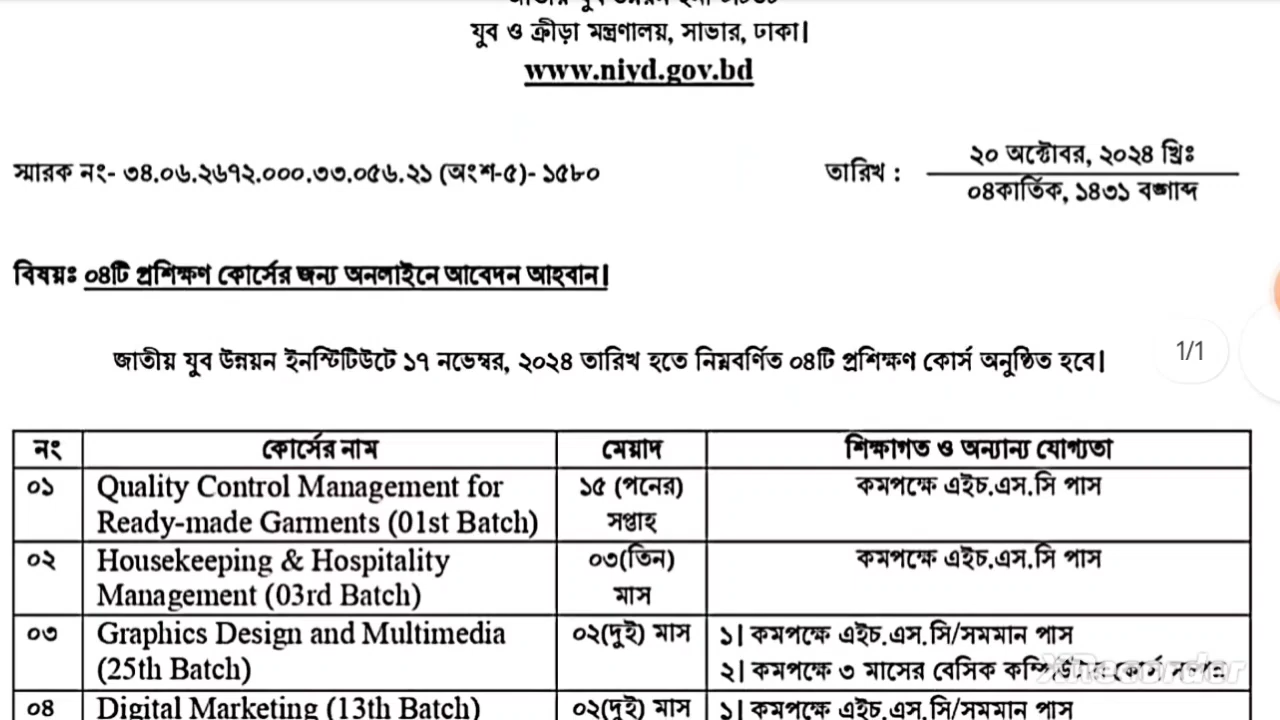 যুব ও ক্রীড়া মন্ত্রণালয়, সাভার, ঢাকা।
www.niyd.gov.bd
স্মারক নং- ৩৪.০৬.২৬৭২.০০০.৩৩.০৫৬.২১ (অংশ-৫)- ১৫৮০
তারিখ :
২০ অক্টোবর, ২০২৪ খ্রিঃ
০৪কার্তিক, ১৪৩১ বঙ্গাব্দ
বিষয়ঃ ০৪টি প্রশিক্ষণ কোর্সের জন্য অনলাইনে আবেদন আহবান।
জাতীয় যুব উন্নয়ন ইনস্টিটিউটে ১৭ নভেম্বর, ২০২৪ তারিখ হতে নিম্নবর্ণিত ০৪টি প্রশিক্ষণ কোর্স অনুষ্ঠিত হবে।
1/1
নং কোর্সের নাম মেয়াদ শিক্ষাগত ও অন্যান্য যোগ্যতা
০১ Quality Control Management for ১৫ (পনের) কমপক্ষে এইচ.এস.সি পাস
Ready-made Garments (01st Batch) সপ্তাহ
০২ Housekeeping & Hospitality ০৩(তিন) কমপক্ষে এইচ.এস.সি পাস
Management (03rd Batch) মাস
০৩ Graphics Design and Multimedia ০২(দুই) মাস ১। কমপক্ষে এইচ.এস.সি/সমমান পাস
(25th Batch) ২। কমপক্ষে ৩ মাসের বেসিক কম্পিউটার কোর্স
XRecorder
০৪ Digital Marketing (13th Batch) ০২(দুই) মাস ১। কমপক্ষে এইচ.এস.সি/সমমান পাস